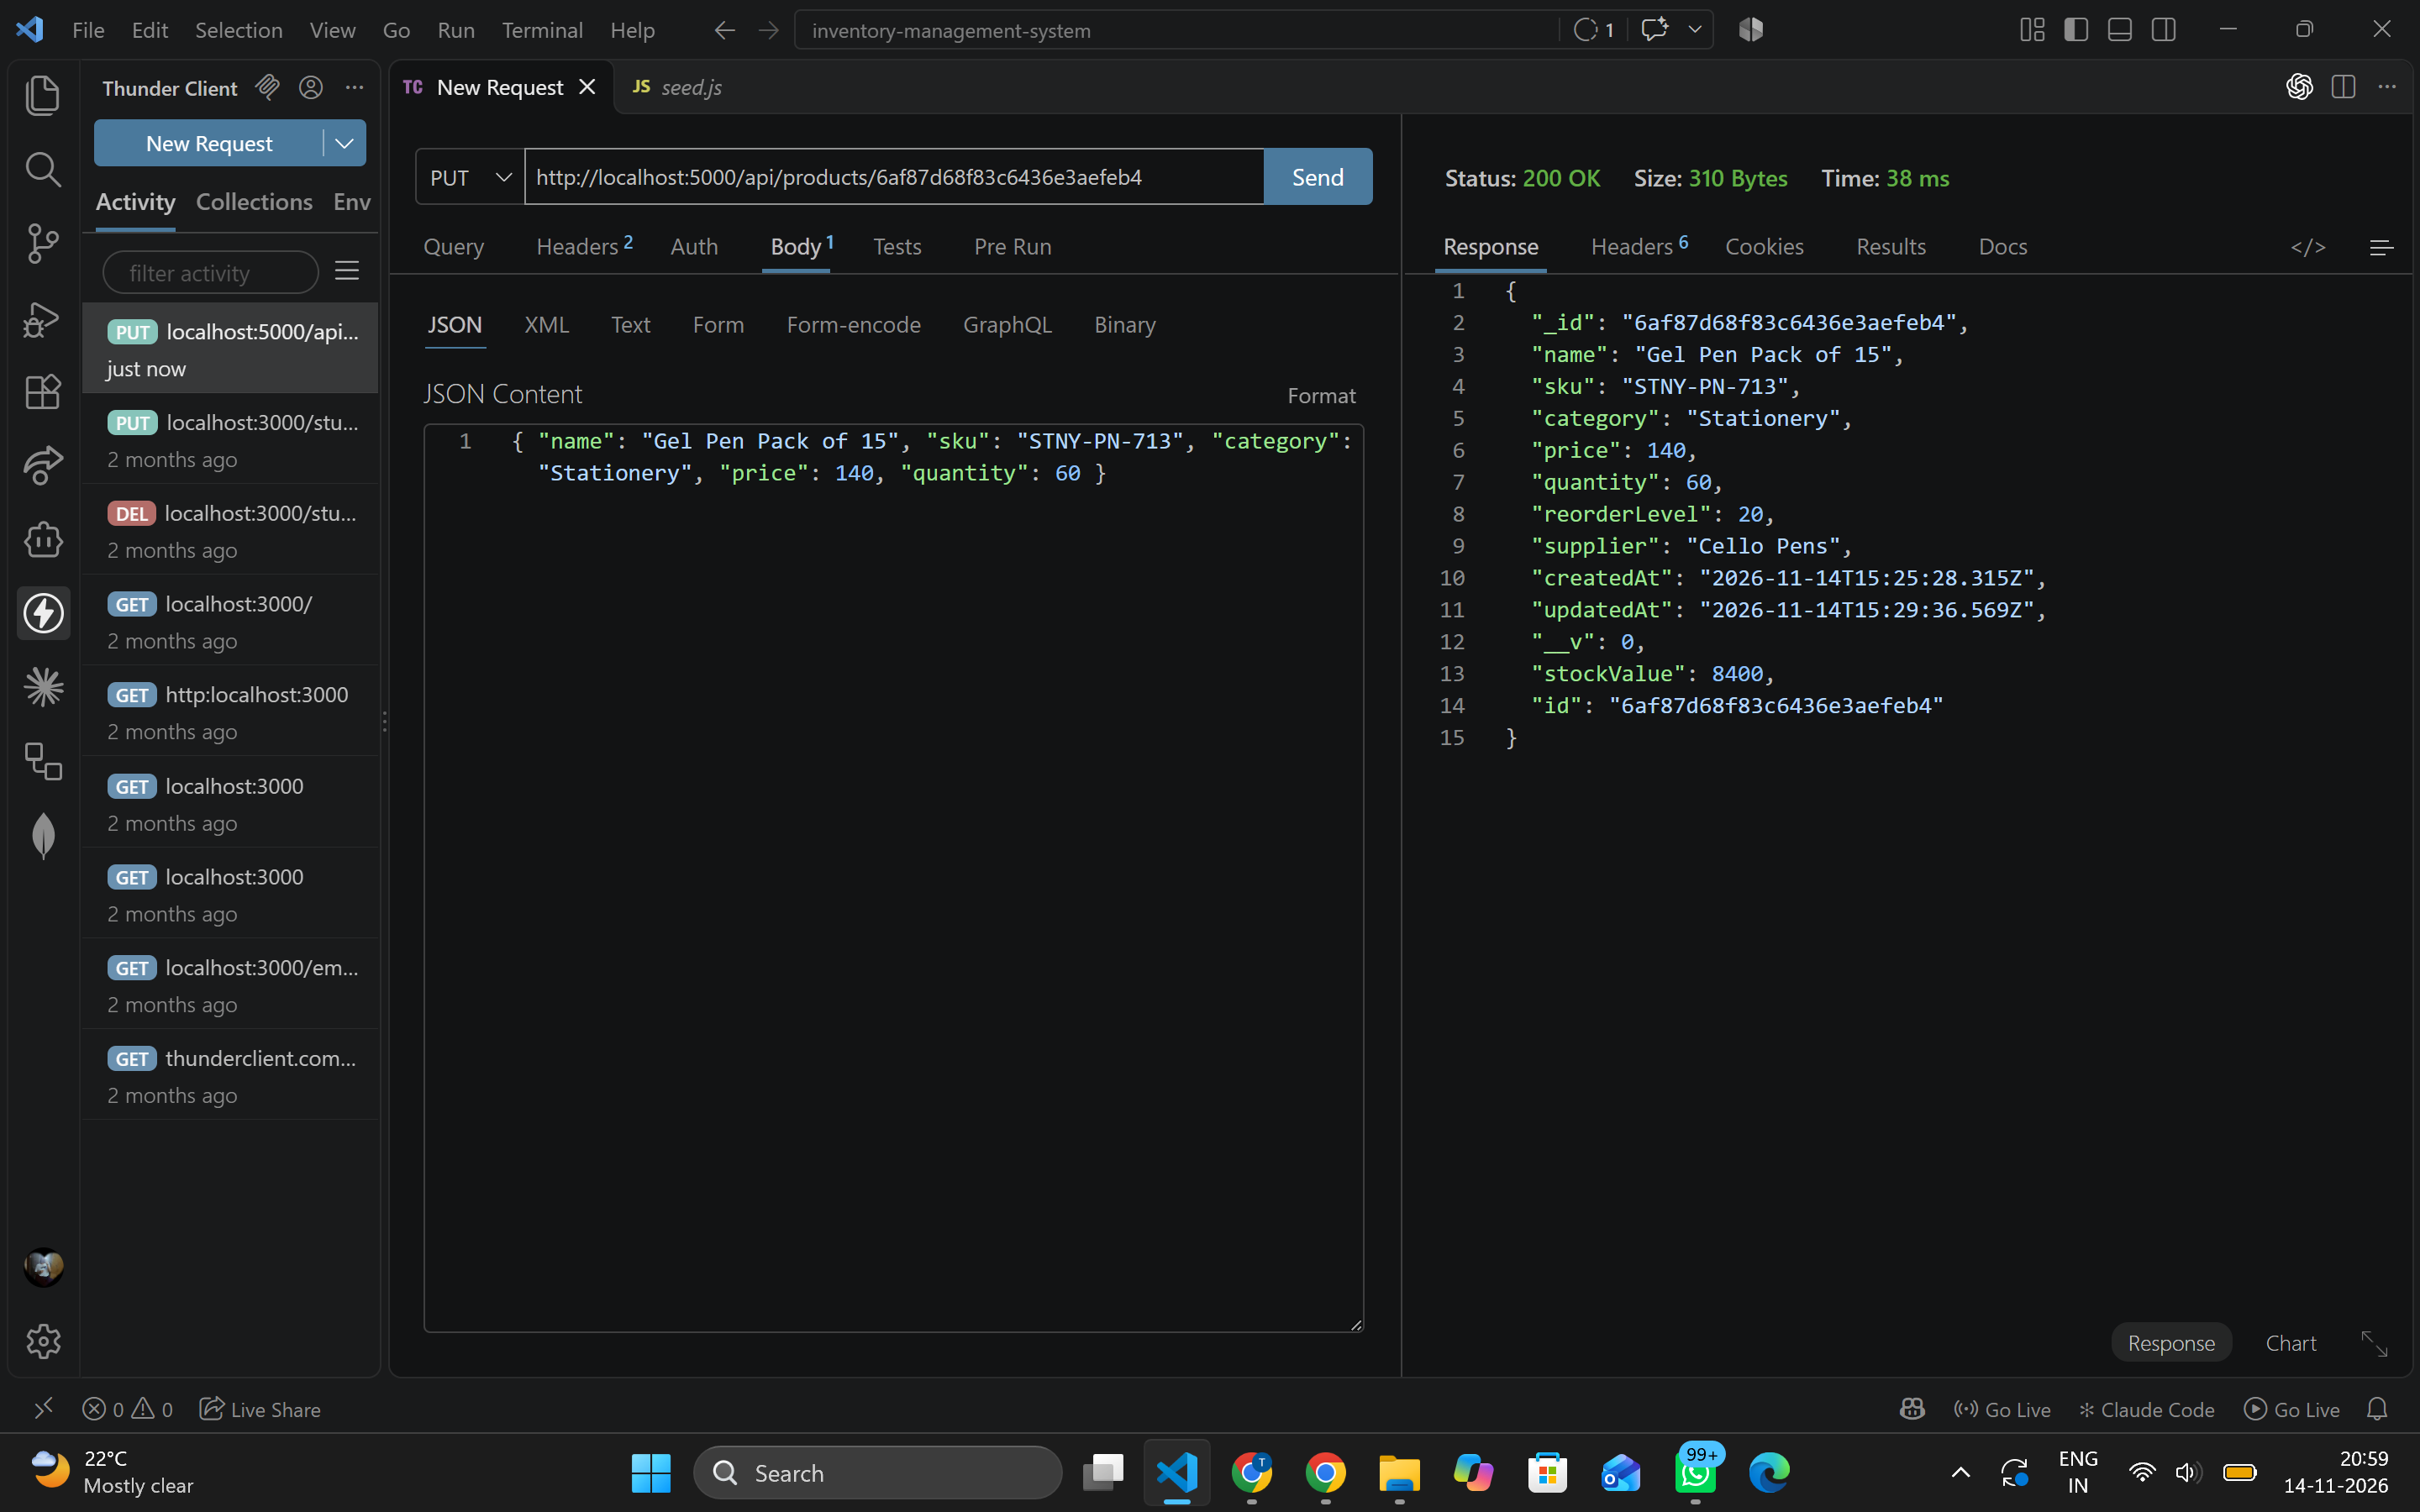 File Edit Selection View Go Run Terminal Help
inventory-management-system
1
Thunder Client
New Request
Activity Collections Env
filter activity
PUT localhost:5000/api...
just now
PUT localhost:3000/stu...
2 months ago
DEL localhost:3000/stu...
2 months ago
GET localhost:3000/
2 months ago
GET http:localhost:3000
2 months ago
GET localhost:3000
2 months ago
GET localhost:3000
2 months ago
GET localhost:3000/em...
2 months ago
GET thunderclient.com...
2 months ago
TC New Request
JS seed.js
PUT http://localhost:5000/api/products/6af87d68f83c6436e3aefeb4 Send
Query Headers 2 Auth Body 1 Tests Pre Run
JSON XML Text Form Form-encode GraphQL Binary
JSON Content Format
1 { "name": "Gel Pen Pack of 15", "sku": "STNY-PN-713", "category":
"Stationery", "price": 140, "quantity": 60 }
Status: 200 OK Size: 310 Bytes Time: 38 ms
Response Headers 6 Cookies Results Docs </>
1 {
2 "_id": "6af87d68f83c6436e3aefeb4",
3 "name": "Gel Pen Pack of 15",
4 "sku": "STNY-PN-713",
5 "category": "Stationery",
6 "price": 140,
7 "quantity": 60,
8 "reorderLevel": 20,
9 "supplier": "Cello Pens",
10 "createdAt": "2026-11-14T15:25:28.315Z",
11 "updatedAt": "2026-11-14T15:29:36.569Z",
12 "__v": 0,
13 "stockValue": 8400,
14 "id": "6af87d68f83c6436e3aefeb4"
15 }
Response Chart
0 0 Live Share
Go Live Claude Code Go Live
22°C
Mostly clear
Search
T
99+
ENG
IN
20:59
14-11-2026